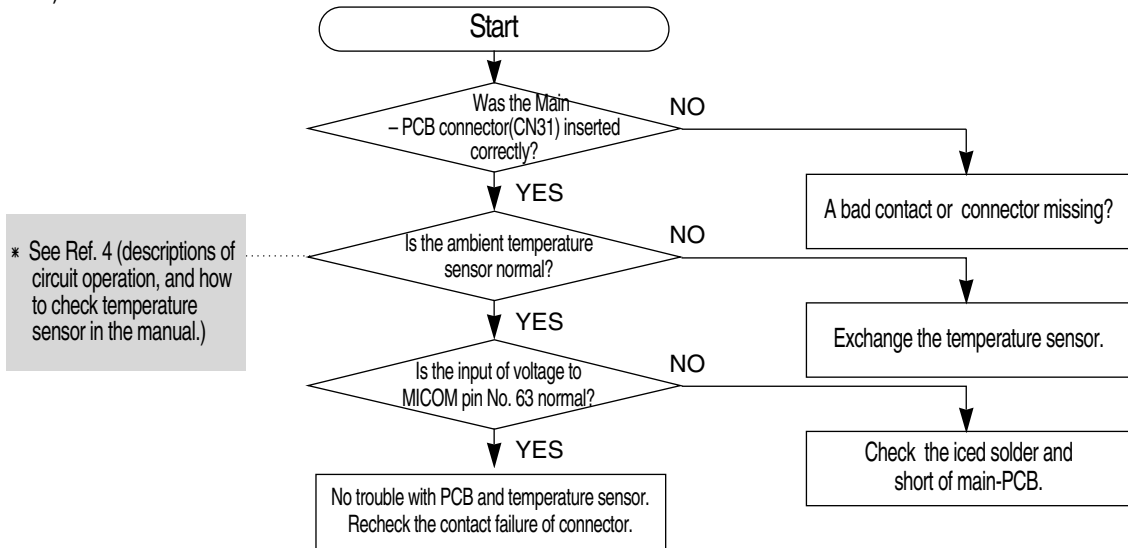 Start
Was the Main
– PCB connector(CN31) inserted
correctly?
NO
A bad contact or connector missing?
YES
* See Ref. 4 (descriptions of
circuit operation, and how
to check temperature
sensor in the manual.)
Is the ambient temperature
sensor normal?
NO
Exchange the temperature sensor.
YES
Is the input of voltage to
MICOM pin No. 63 normal?
NO
Check the iced solder and
short of main-PCB.
YES
No trouble with PCB and temperature sensor.
Recheck the contact failure of connector.